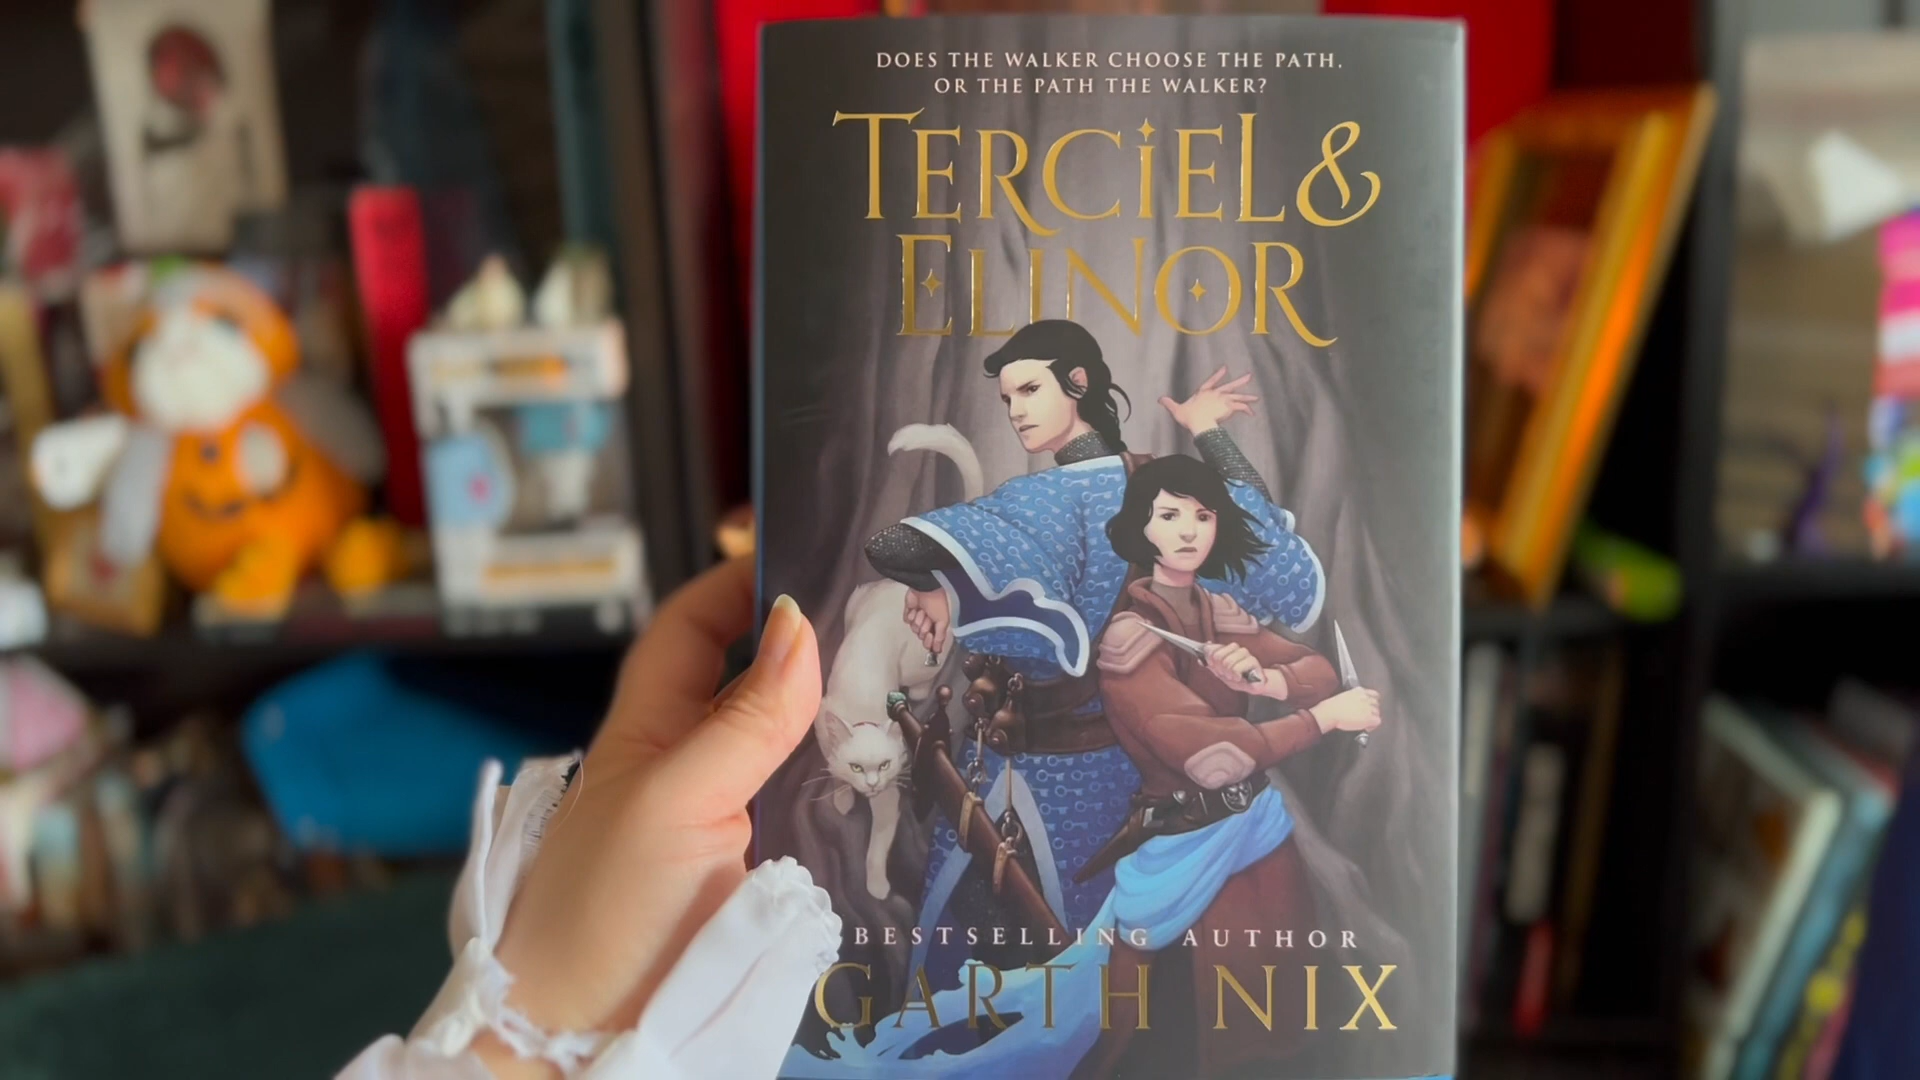 DOES THE WALKER CHOOSE THE PATH,
OR THE PATH THE WALKER?
TERCIEL &
ELINOR
BESTSELLING AUTHOR
GARTH NIX